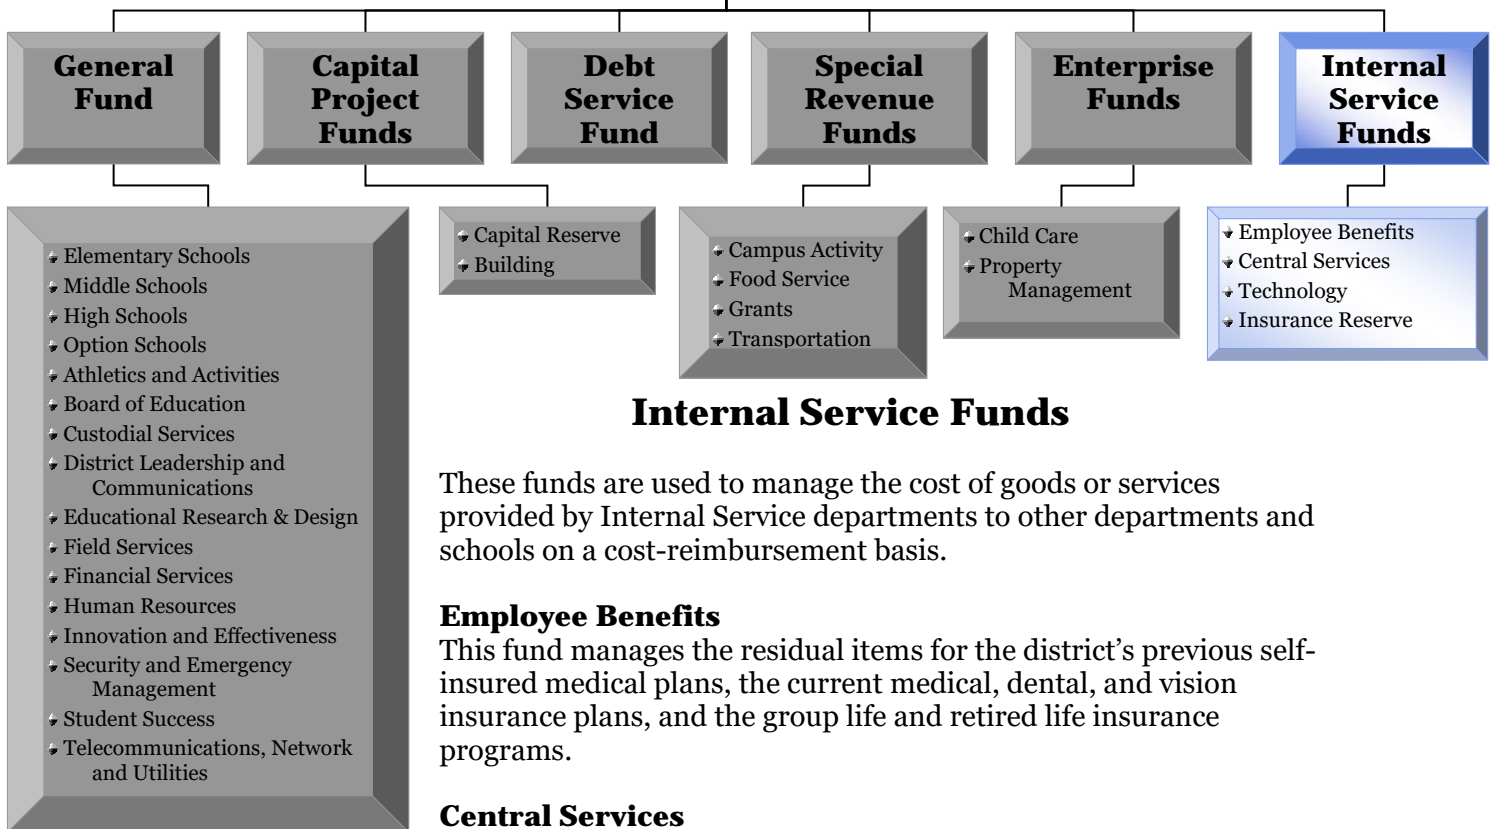 General
Fund
Capital
Project
Funds
Debt
Service
Fund
Special
Revenue
Funds
Enterprise
Funds
Internal
Service
Funds
Elementary Schools
Middle Schools
High Schools
Option Schools
Athletics and Activities
Board of Education
Custodial Services
District Leadership and
Communications
Educational Research & Design
Field Services
Financial Services
Human Resources
Innovation and Effectiveness
Security and Emergency
Management
Student Success
Telecommunications, Network
and Utilities
Capital Reserve
Building
Campus Activity
Food Service
Grants
Transportation
Child Care
Property
Management
Employee Benefits
Central Services
Technology
Insurance Reserve
Internal Service Funds
These funds are used to manage the cost of goods or services
provided by Internal Service departments to other departments and
schools on a cost-reimbursement basis.
Employee Benefits
This fund manages the residual items for the district’s previous self-
insured medical plans, the current medical, dental, and vision
insurance plans, and the group life and retired life insurance
programs.
Central Services